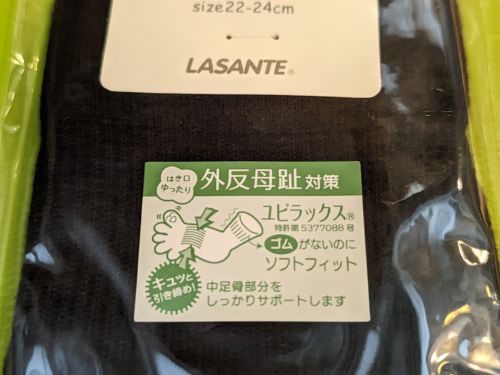 size22-24cm
LASANTE®
はき口
ゆったり
外反母趾対策
ユビラックス®
特許第5377088号
ゴムがないのに
ソフトフィット
キュッと
引き締め!
中足骨部分を
しっかりサポートします